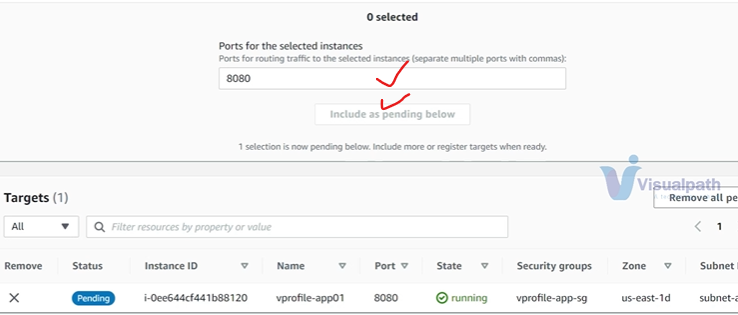 0 selected
Ports for the selected instances
Ports for routing traffic to the selected instances (separate multiple ports with commas):
8080
Include as pending below
1 selection is now pending below. Include more or register targets when ready.
Visualpath
Targets (1)
Remove all pe
All
Filter resources by property or value
1
Remove Status Instance ID Name Port State Security groups Zone Subnet
Pending i-0ee644cf441b88120 vprofile-app01 8080 running vprofile-app-sg us-east-1d subnet-a